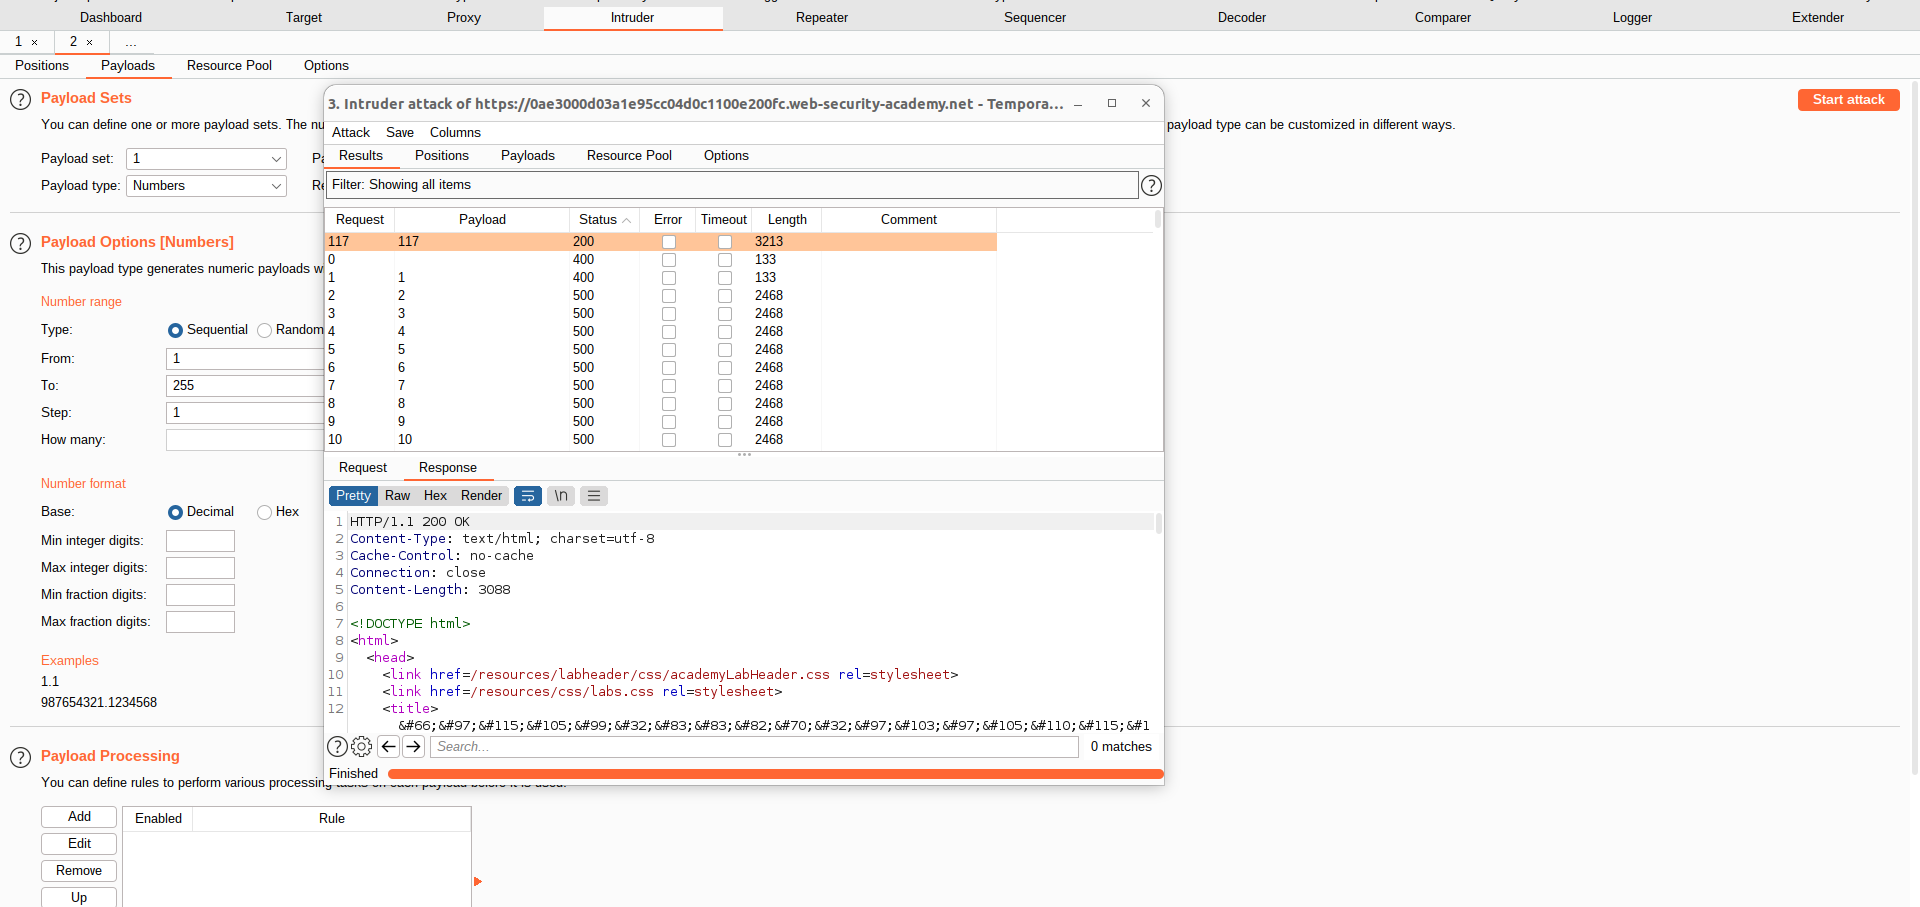 Dashboard Target Proxy Intruder Repeater Sequencer Decoder Comparer Logger Extender
1 × 2 × ...
Positions Payloads Resource Pool Options
? Payload Sets
Start attack
You can define one or more payload sets. The nu
payload type can be customized in different ways.
Payload set: 1 Pa
Payload type: Numbers Re
? Payload Options [Numbers]
This payload type generates numeric payloads w
Number range
Type: Sequential Random
From: 1
To: 255
Step: 1
How many:
Number format
Base: Decimal Hex
Min integer digits:
Max integer digits:
Min fraction digits:
Max fraction digits:
Examples
1.1
987654321.1234568
? Payload Processing
You can define rules to perform various processing tasks on each payload before it is used.
Add Enabled Rule
Edit
Remove
Up
3. Intruder attack of https://0ae3000d03a1e95cc04d0c1100e200fc.web-security-academy.net - Tempora...
Attack Save Columns
Results Positions Payloads Resource Pool Options
Filter: Showing all items ?
Request Payload Status Error Timeout Length Comment
117 117 200 3213
0 400 133
1 1 400 133
2 2 500 2468
3 3 500 2468
4 4 500 2468
5 5 500 2468
6 6 500 2468
7 7 500 2468
8 8 500 2468
9 9 500 2468
10 10 500 2468
Request Response
Pretty Raw Hex Render \n
1 HTTP/1.1 200 OK
2 Content-Type: text/html; charset=utf-8
3 Cache-Control: no-cache
4 Connection: close
5 Content-Length: 3088
6
7 <!DOCTYPE html>
8 <html>
9 <head>
10 <link href=/resources/labheader/css/academyLabHeader.css rel=stylesheet>
11 <link href=/resources/css/labs.css rel=stylesheet>
12 <title>
&#66;&#97;&#115;&#105;&#99;&#32;&#83;&#83;&#82;&#70;&#32;&#97;&#103;&#97;&#105;&#110;&#115;&#1
? Search... 0 matches
Finished